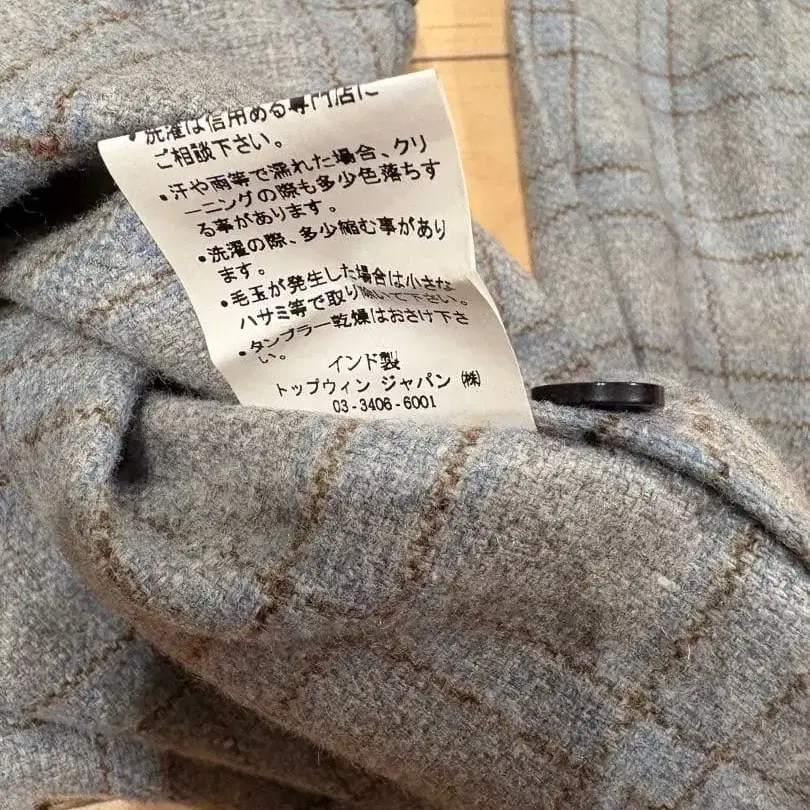 •洗濯は信用める専門店に
ご相談下さい。
•汗や雨等で濡れた場合、クリ
ーニングの際も多少色落ちす
る事があります。
•洗濯の際、多少縮む事があり
ます。
•毛玉が発生した場合は小さな
ハサミ等で取り除いて下さい。
•タンブラー乾燥はおさけ下さ
い。
インド製
トップウィン ジャパン ㈱
03-3406-6001